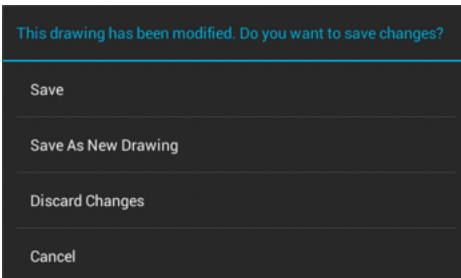 This drawing has been modified. Do you want to save changes?
Save
Save As New Drawing
Discard Changes
Cancel